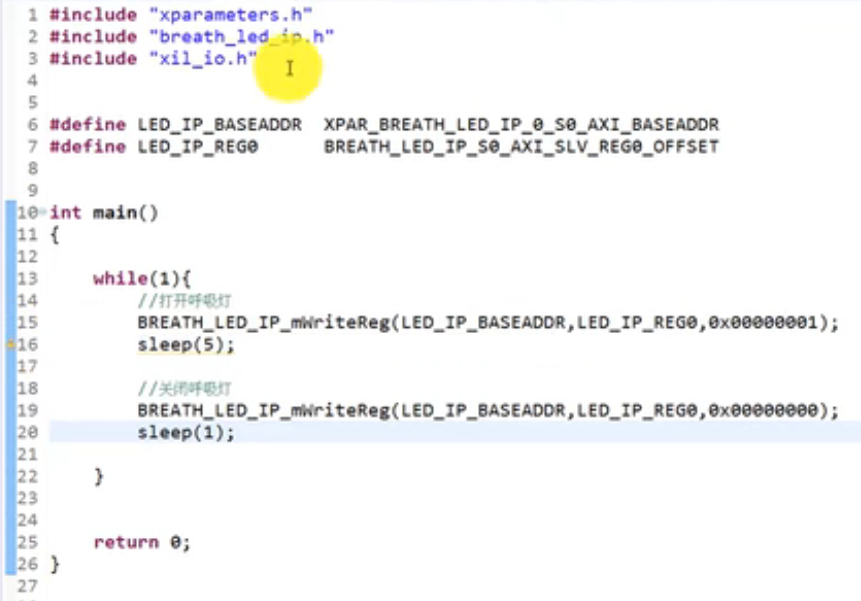 1 #include "xparameters.h"
2 #include "breath_led_ip.h"
3 #include "xil_io.h"
4
5
6 #define LED_IP_BASEADDR  XPAR_BREATH_LED_IP_0_S0_AXI_BASEADDR
7 #define LED_IP_REG0      BREATH_LED_IP_S0_AXI_SLV_REG0_OFFSET
8
9
10 int main()
11 {
12
13     while(1){
14         //打开呼吸灯
15         BREATH_LED_IP_mWriteReg(LED_IP_BASEADDR,LED_IP_REG0,0x00000001);
16         sleep(5);
17
18         //关闭呼吸灯
19         BREATH_LED_IP_mWriteReg(LED_IP_BASEADDR,LED_IP_REG0,0x00000000);
20         sleep(1);
21
22     }
23
24
25     return 0;
26 }
27